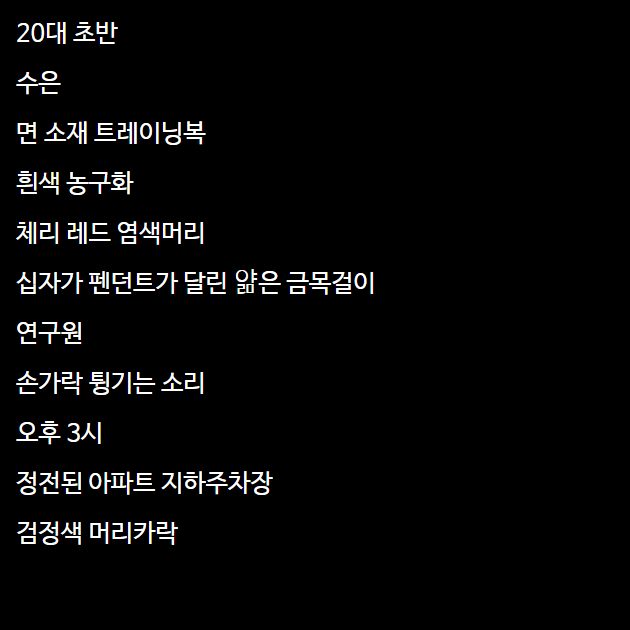 20대 초반
수은
면 소재 트레이닝복
흰색 농구화
체리 레드 염색머리
십자가 펜던트가 달린 얇은 금목걸이
연구원
손가락 튕기는 소리
오후 3시
정전된 아파트 지하주차장
검정색 머리카락